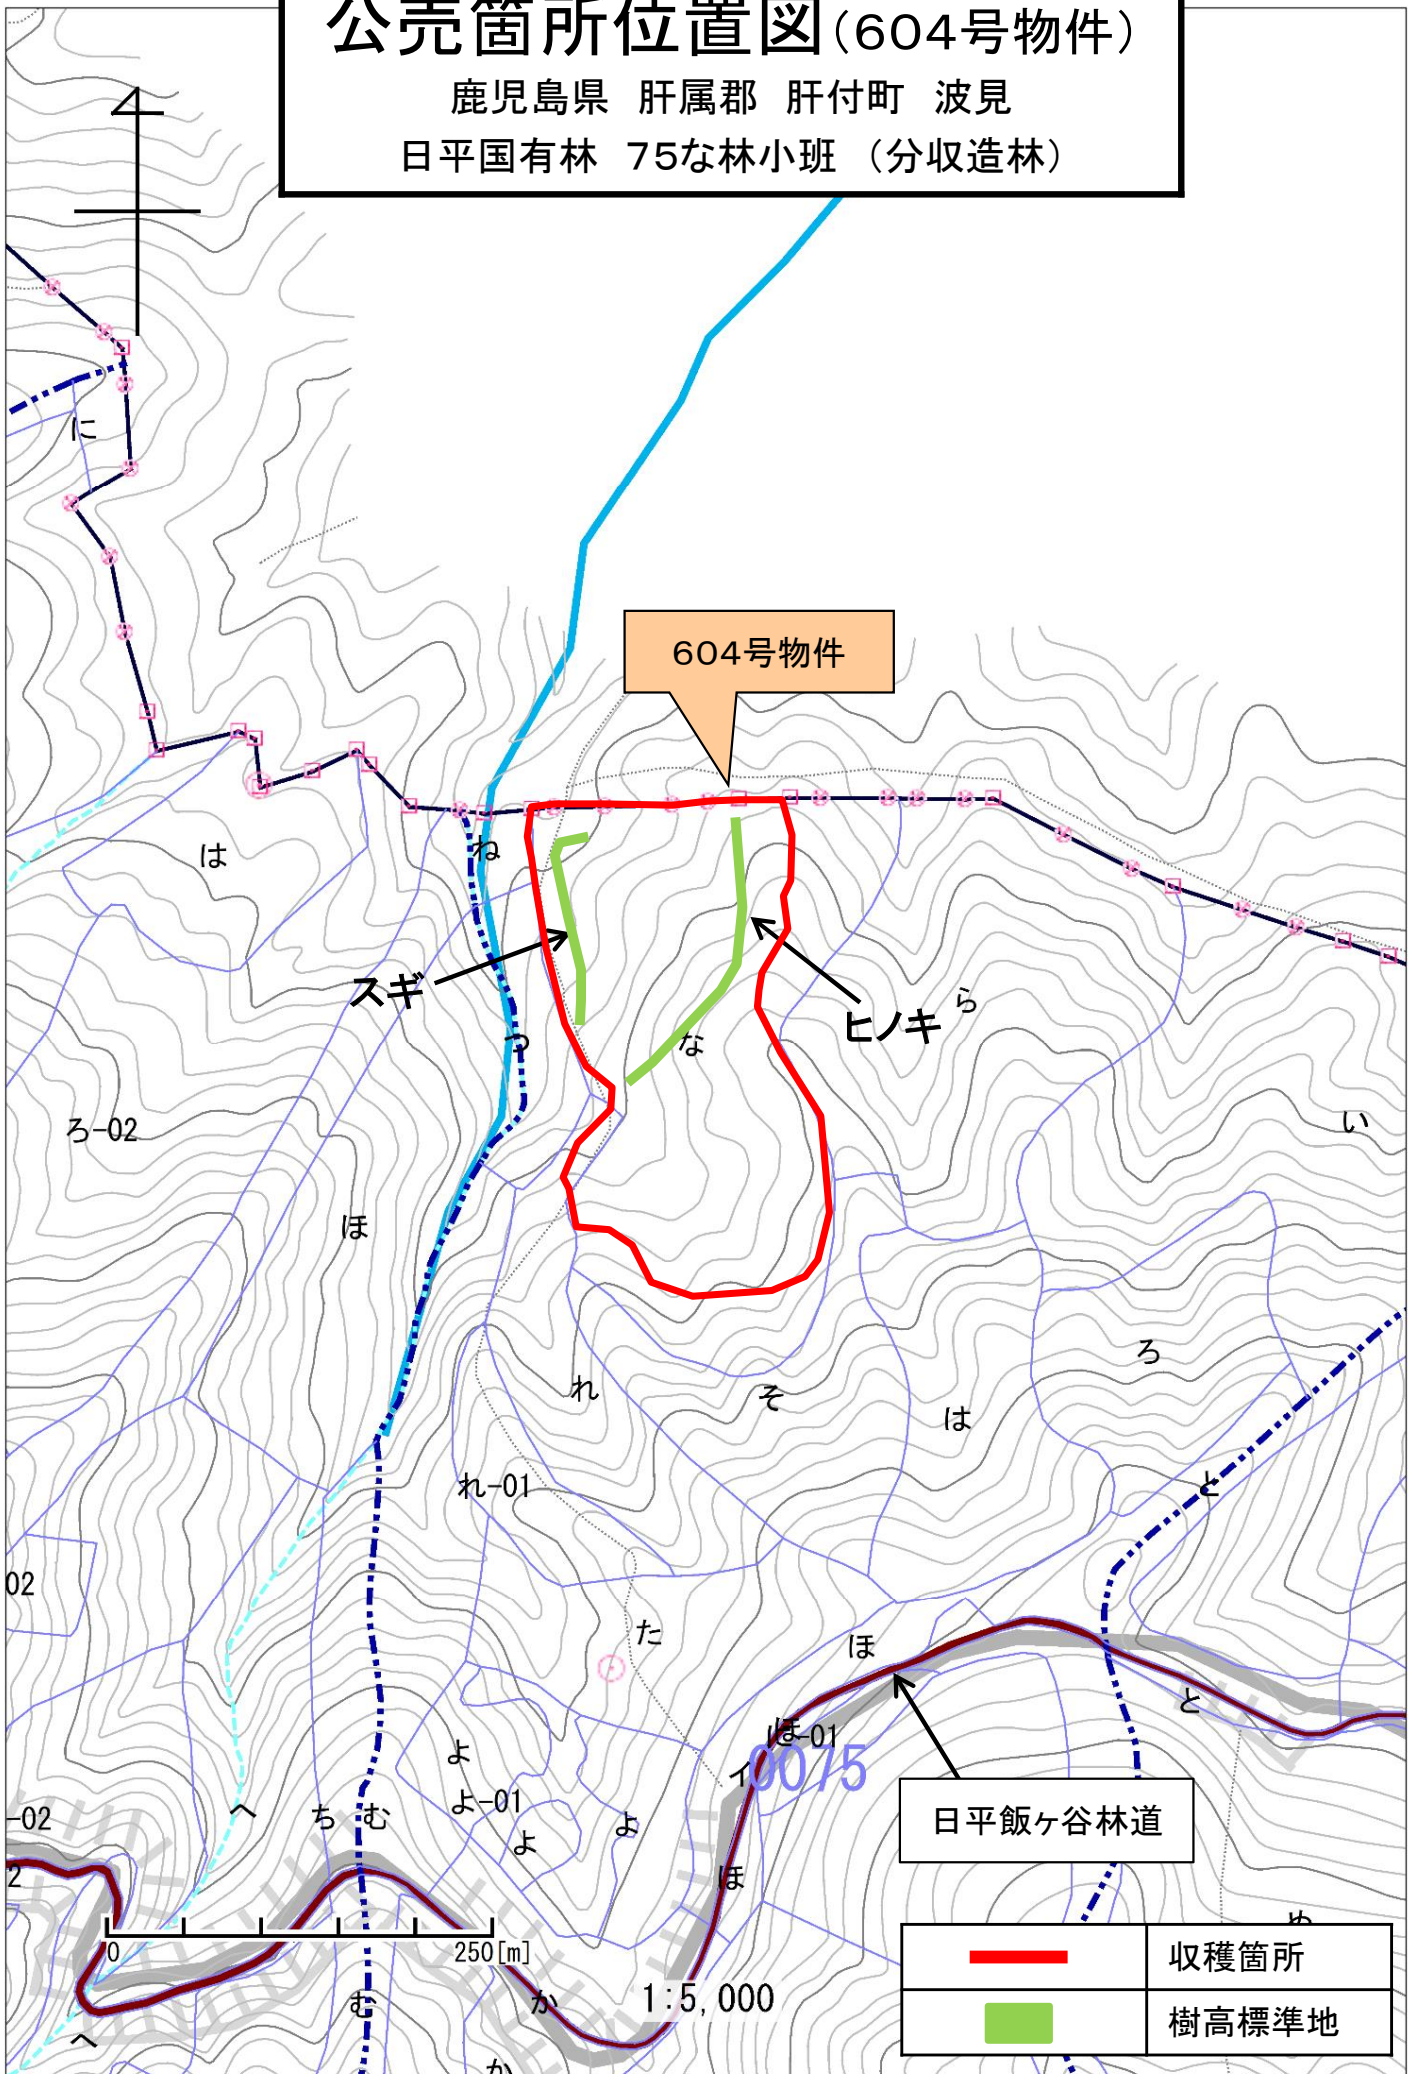 公売箇所位置図(604号物件)
鹿児島県 肝属郡 肝付町 波見
日平国有林 75な林小班 (分収造林)
に
604号物件
は
ね
スギ
つ
な
ヒノキ
ら
ろ-02
い
ほ
ろ
れ
そ
は
れ-01
と
02
た
ほ
と
ほ-01
イ
0075
よ
よ-01
-02
へ
ち
む
よ
よ
日平飯ヶ谷林道
2
ほ
0
250[m]
収穫箇所
む
か
1:5,000
樹高標準地
へ
か